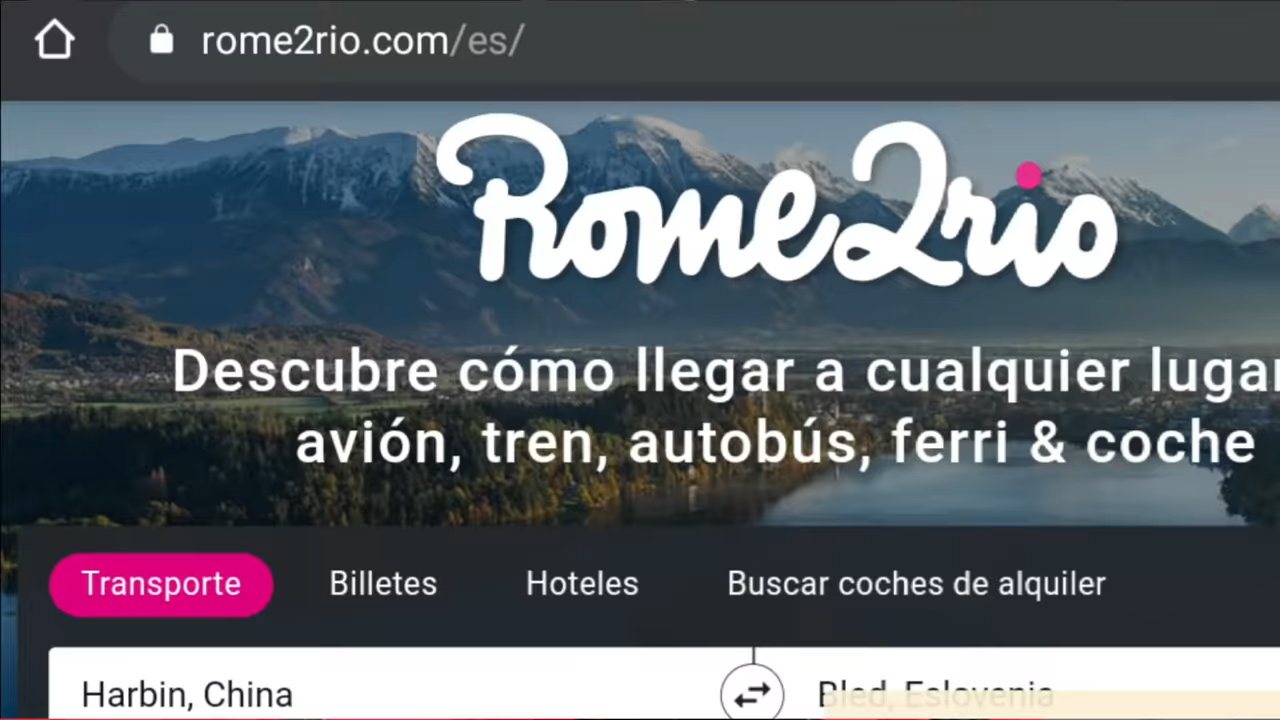 rome2rio.com/es/
Rome2rio
Descubre cómo llegar a cualquier lugar
avión, tren, autobús, ferri & coche
Transporte Billetes Hoteles Buscar coches de alquiler
Harbin, China Bled, Eslovenia